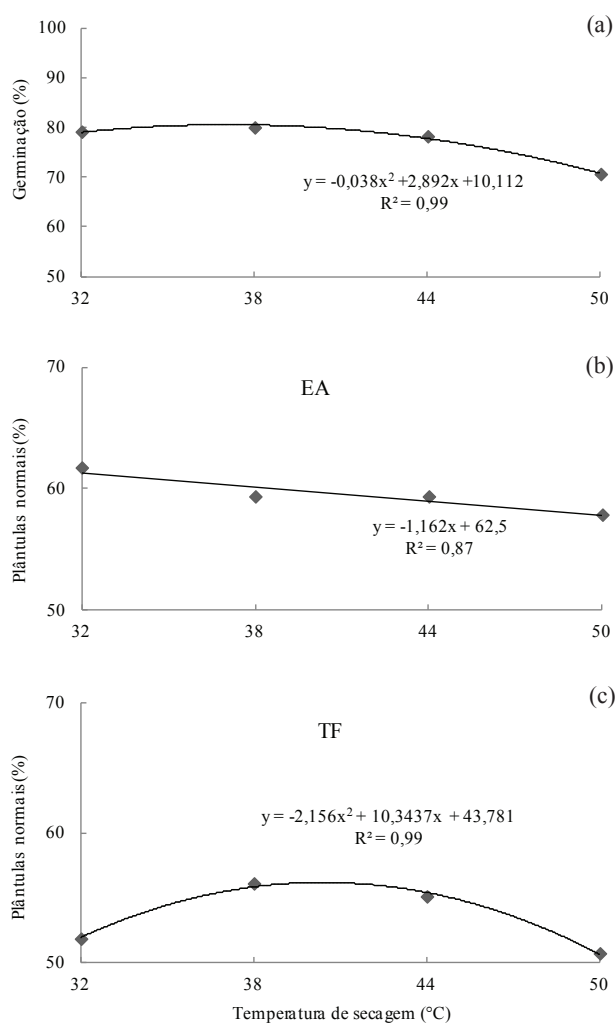 (a)
100
90
80
70
60
50
Germinação (%)
y = -0,038x² +2,892x +10,112
R² = 0,99
32 38 44 50
(b)
EA
70
60
50
Plântulas normais (%)
y = -1,162x + 62,5
R² = 0,87
32 38 44 50
(c)
TF
70
60
50
Plântulas normais (%)
y = -2,156x² + 10,3437x + 43,781
R² = 0,99
32 38 44 50
Temperatura de secagem (°C)